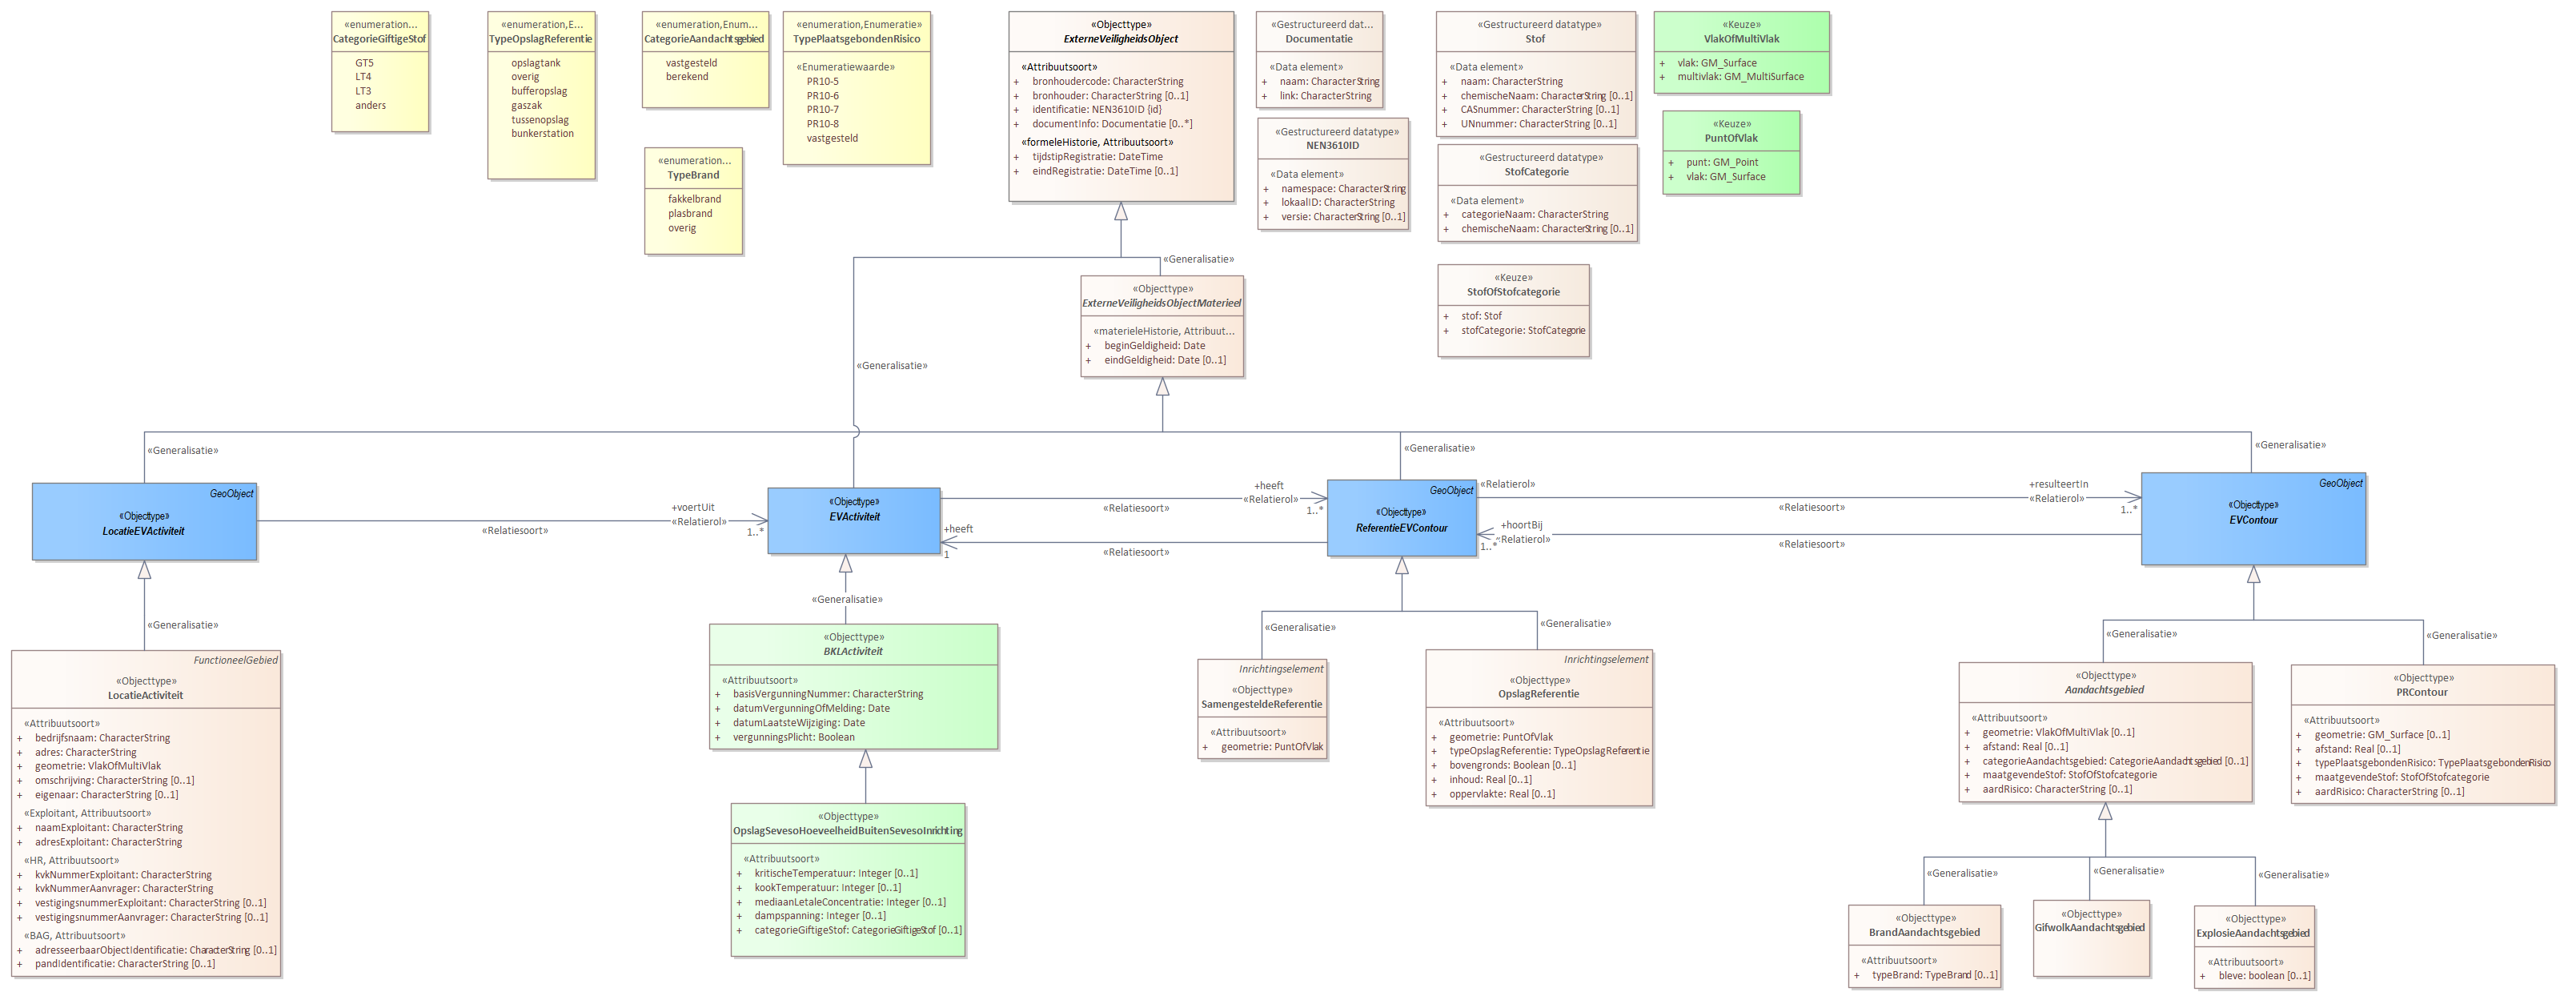 «enumeration...
CategorieGiftigeStof
GT5
LT4
LT3
anders
«enumeration,E...
TypeOpslagReferentie
opslagtank
overig
bufferopslag
gaszak
tussenopslag
bunkerstation
«enumeration,Enum...
CategorieAandachtsgebied
vastgesteld
berekend
«enumeration...
TypeBrand
fakkelbrand
plasbrand
overig
«enumeration,Enumeratie»
TypePlaatsgebondenRisico
«Enumeratiewaarde»
PR10-5
PR10-6
PR10-7
PR10-8
vastgesteld
«Objecttype»
ExterneVeiligheidsObject
«Attribuutsoort»
+ bronhoudercode: CharacterString
+ bronhouder: CharacterString [0..1]
+ identificatie: NEN3610ID {id}
+ documentInfo: Documentatie [0..*]
«formeleHistorie, Attribuutsoort»
+ tijdstipRegistratie: DateTime
+ eindRegistratie: DateTime [0..1]
«Gestructureerd dat...
Documentatie
«Data element»
+ naam: CharacterString
+ link: CharacterString
«Gestructureerd datatype»
NEN3610ID
«Data element»
+ namespace: CharacterString
+ lokaalID: CharacterString
+ versie: CharacterString [0..1]
«Gestructureerd datatype»
Stof
«Data element»
+ naam: CharacterString
+ chemischeNaam: CharacterString [0..1]
+ CASnummer: CharacterString [0..1]
+ UNnummer: CharacterString [0..1]
«Gestructureerd datatype»
StofCategorie
«Data element»
+ categorieNaam: CharacterString
+ chemischeNaam: CharacterString [0..1]
«Keuze»
StofOfStofcategorie
+ stof: Stof
+ stofCategorie: StofCategorie
«Keuze»
VlakOfMultiVlak
+ vlak: GM_Surface
+ multivlak: GM_MultiSurface
«Keuze»
PuntOfVlak
+ punt: GM_Point
+ vlak: GM_Surface
«Generalisatie»
«Objecttype»
ExterneVeiligheidsObjectMaterieel
«materieleHistorie, Attribuut...
+ beginGeldigheid: Date
+ eindGeldigheid: Date [0..1]
«Generalisatie»
«Generalisatie»
«Generalisatie»
«Generalisatie»
GeoObject
«Objecttype»
LocatieEVActiviteit
«Relatiesoort»
+voertUit
«Relatierol»
1..*
«Objecttype»
EVActiviteit
«Relatiesoort»
+heeft
«Relatierol»
1..*
+heeft
1
«Relatiesoort»
GeoObject
«Objecttype»
ReferentieEVContour
«Relatierol»
«Relatiesoort»
+resulteertIn
«Relatierol»
1..*
+hoortBij
«Relatierol»
1..*
«Relatiesoort»
GeoObject
«Objecttype»
EVContour
«Generalisatie»
FunctioneelGebied
«Objecttype»
LocatieActiviteit
«Attribuutsoort»
+ bedrijfsnaam: CharacterString
+ adres: CharacterString
+ geometrie: VlakOfMultiVlak
+ omschrijving: CharacterString [0..1]
+ eigenaar: CharacterString [0..1]
«Exploitant, Attribuutsoort»
+ naamExploitant: CharacterString
+ adresExploitant: CharacterString
«HR, Attribuutsoort»
+ kvkNummerExploitant: CharacterString
+ kvkNummerAanvrager: CharacterString
+ vestigingsnummerExploitant: CharacterString [0..1]
+ vestigingsnummerAanvrager: CharacterString [0..1]
«BAG, Attribuutsoort»
+ adresseerbaarObjectIdentificatie: CharacterString [0..1]
+ pandIdentificatie: CharacterString [0..1]
«Generalisatie»
«Objecttype»
BKLActiviteit
«Attribuutsoort»
+ basisVergunningNummer: CharacterString
+ datumVergunningOfMelding: Date
+ datumLaatsteWijziging: Date
+ vergunningsPlicht: Boolean
«Objecttype»
OpslagSevesoHoeveelheidBuitenSevesoInrichting
«Attribuutsoort»
+ kritischeTemperatuur: Integer [0..1]
+ kookTemperatuur: Integer [0..1]
+ mediaanLetaleConcentratie: Integer [0..1]
+ dampspanning: Integer [0..1]
+ categorieGiftigeStof: CategorieGiftigeStof [0..1]
«Generalisatie»
«Generalisatie»
Inrichtingselement
«Objecttype»
SamengesteldeReferentie
«Attribuutsoort»
+ geometrie: PuntOfVlak
Inrichtingselement
«Objecttype»
OpslagReferentie
«Attribuutsoort»
+ geometrie: PuntOfVlak
+ typeOpslagReferentie: TypeOpslagReferentie
+ bovengronds: Boolean [0..1]
+ inhoud: Real [0..1]
+ oppervlakte: Real [0..1]
«Generalisatie»
«Generalisatie»
«Objecttype»
Aandachtsgebied
«Attribuutsoort»
+ geometrie: VlakOfMultiVlak [0..1]
+ afstand: Real [0..1]
+ categorieAandachtsgebied: CategorieAandachtsgebied [0..1]
+ maatgevendeStof: StofOfStofcategorie
+ aardRisico: CharacterString [0..1]
«Objecttype»
PRContour
«Attribuutsoort»
+ geometrie: GM_Surface [0..1]
+ afstand: Real [0..1]
+ typePlaatsgebondenRisico: TypePlaatsgebondenRisico
+ maatgevendeStof: StofOfStofcategorie
+ aardRisico: CharacterString [0..1]
«Generalisatie»
«Generalisatie»
«Generalisatie»
«Objecttype»
BrandAandachtsgebied
«Attribuutsoort»
+ typeBrand: TypeBrand [0..1]
«Objecttype»
GifwolkAandachtsgebied
«Objecttype»
ExplosieAandachtsgebied
«Attribuutsoort»
+ bleve: boolean [0..1]